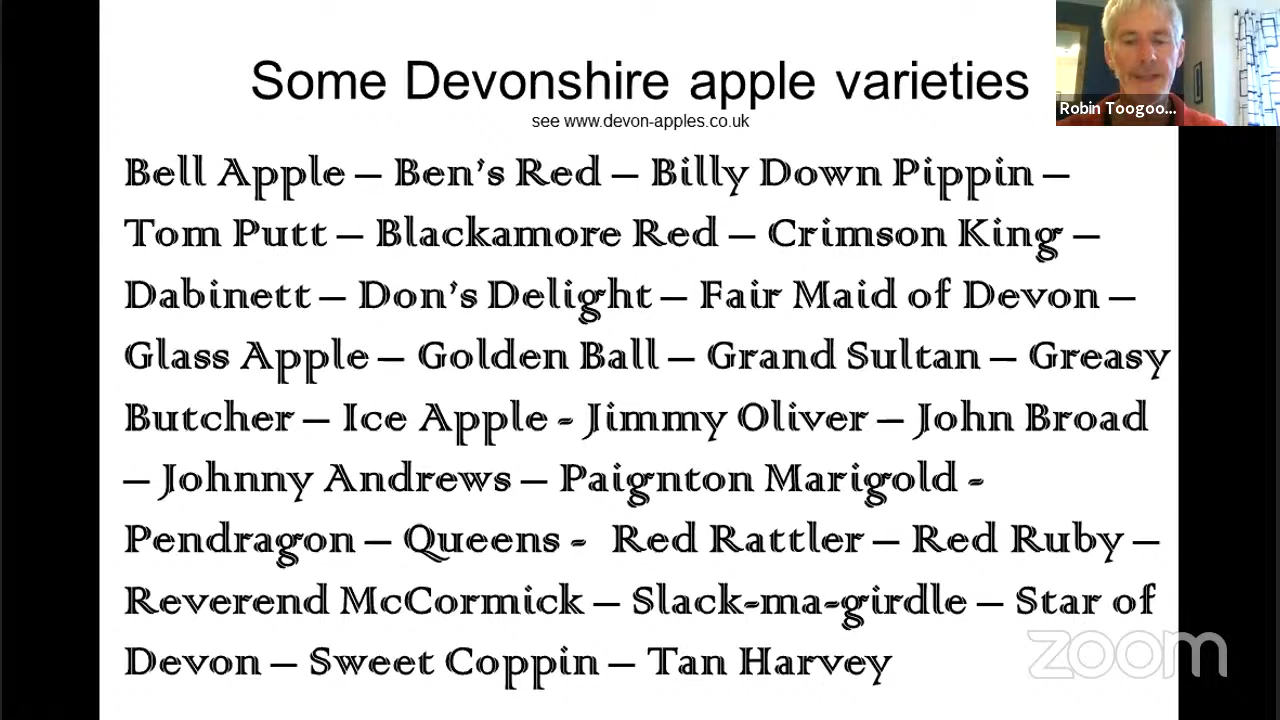 Some Devonshire apple varieties
see www.devon-apples.co.uk
Robin Toogoo...
Bell Apple – Ben's Red – Billy Down Pippin –
Tom Putt – Blackamore Red – Crimson King –
Dabinett – Don's Delight – Fair Maid of Devon –
Glass Apple – Golden Ball – Grand Sultan – Greasy
Butcher – Ice Apple - Jimmy Oliver – John Broad
– Johnny Andrews – Paignton Marigold -
Pendragon – Queens - Red Rattler – Red Ruby –
Reverend McCormick – Slack-ma-girdle – Star of
Devon – Sweet Coppin – Tan Harvey
zoom